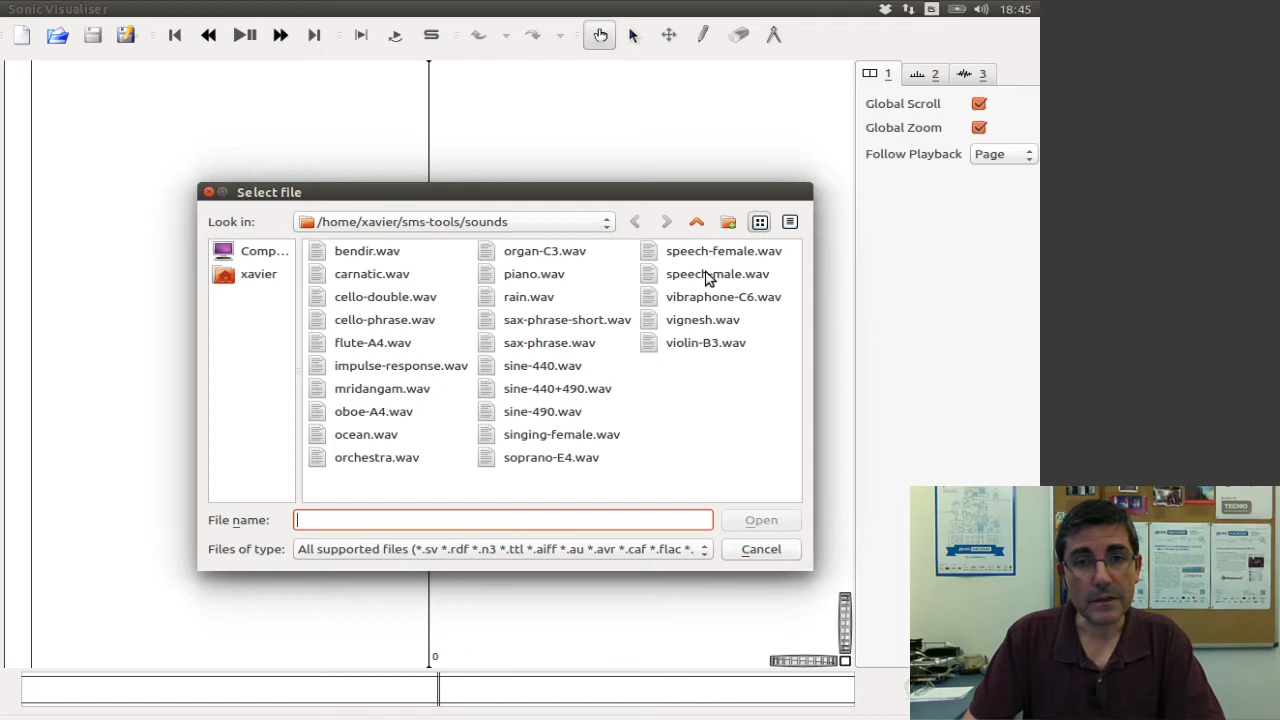 Sonic Visualiser
Es
18:45
1
2
3
Global Scroll
Global Zoom
Follow Playback
Page
Select file
Look in:
/home/xavier/sms-tools/sounds
Comp...
xavier
bendir.wav
carnatic.wav
cello-double.wav
cello-phrase.wav
flute-A4.wav
impulse-response.wav
mridangam.wav
oboe-A4.wav
ocean.wav
orchestra.wav
organ-C3.wav
piano.wav
rain.wav
sax-phrase-short.wav
sax-phrase.wav
sine-440.wav
sine-440+490.wav
sine-490.wav
singing-female.wav
soprano-E4.wav
speech-female.wav
speech-male.wav
vibraphone-C6.wav
vignesh.wav
violin-B3.wav
File name:
Open
Files of type:
All supported files (*.sv *.rdf *.n3 *.ttl *.aiff *.au *.avr *.caf *.flac *.
Cancel
0
TECNIO